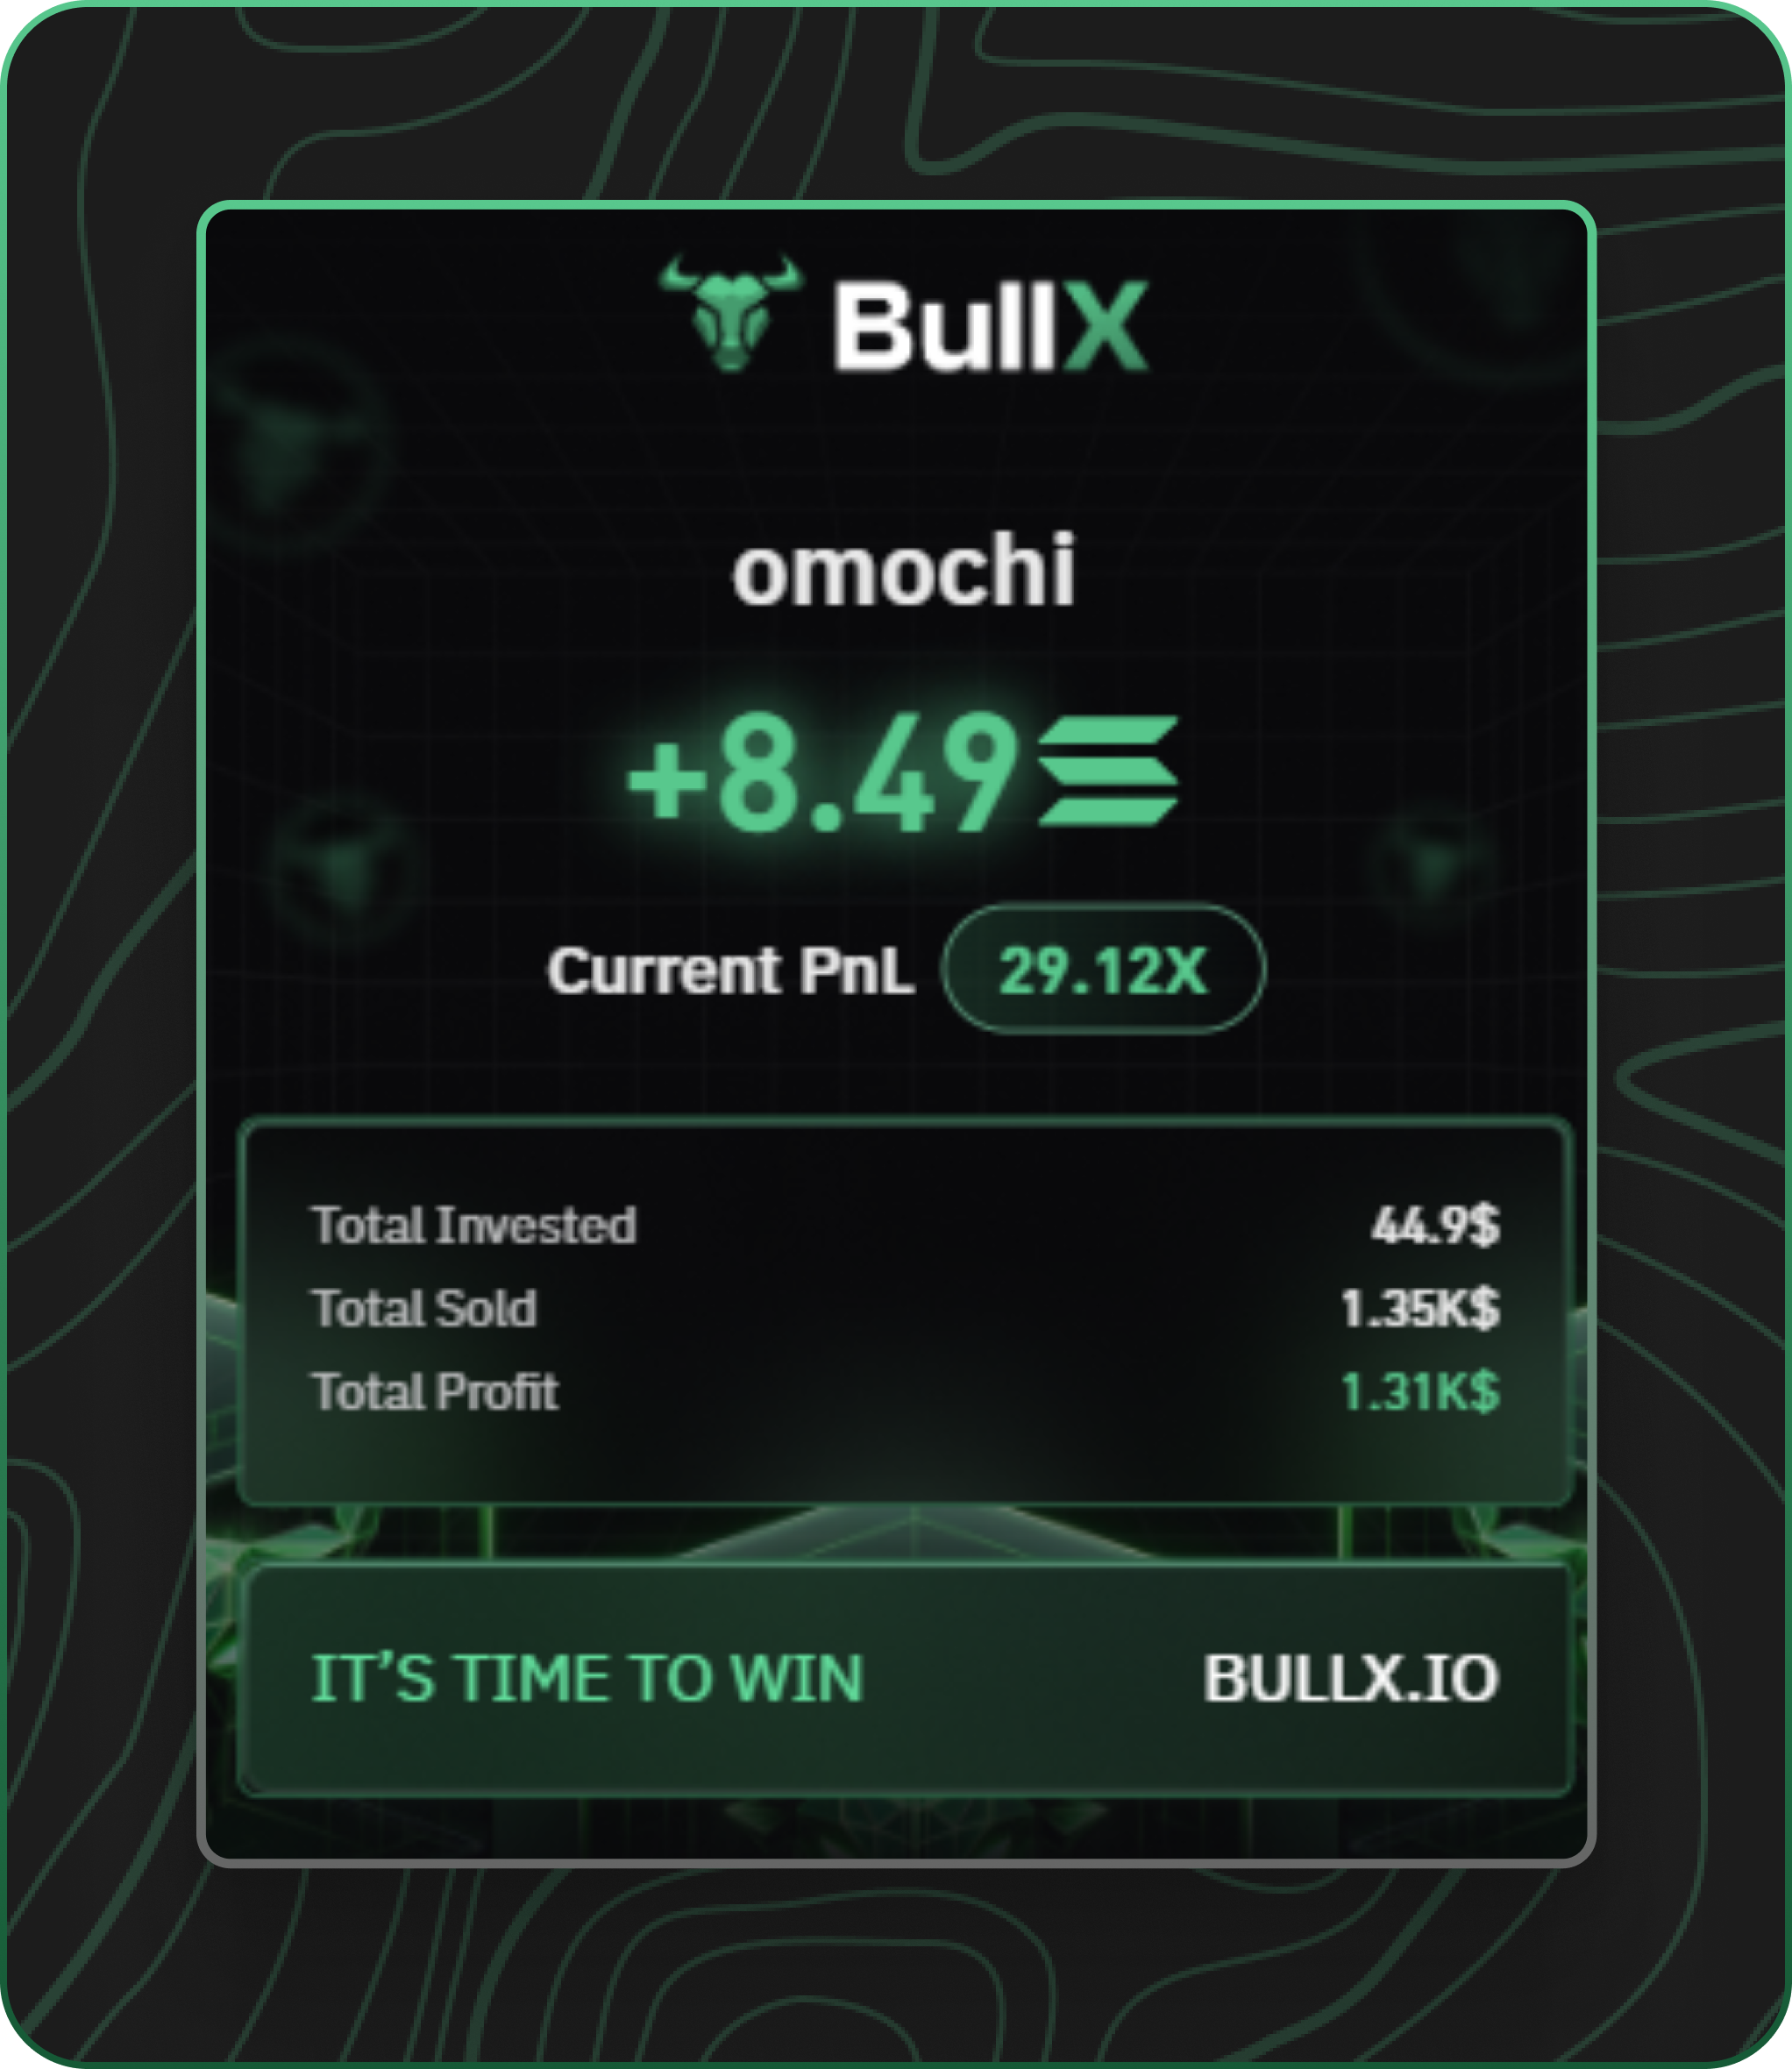 BullX
omochi
+8.49
Current PnL 29.12X
Total Invested 44.9$
Total Sold 1.35K$
Total Profit 1.31K$
IT'S TIME TO WIN BULLX.IO